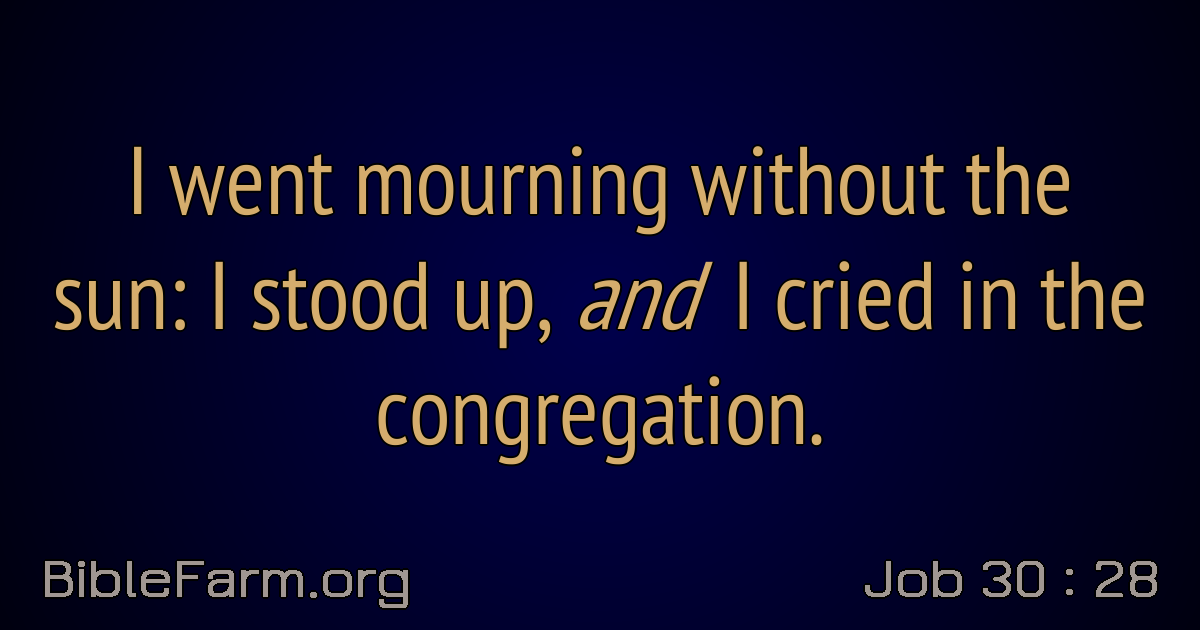 I went mourning without the
sun: I stood up, and I cried in the
congregation.
BibleFarm.org
Job 30 : 28